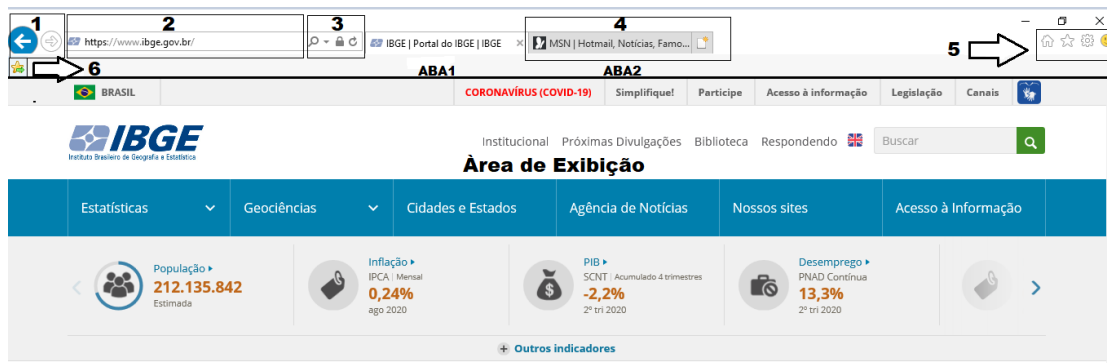 1 2 3 4
https://www.ibge.gov.br/ IBGE | Portal do IBGE | IBGE × MSN | Hotmail, Notícias, Famo...
5
6 ABA1 ABA2
BRASIL CORONAVÍRUS (COVID-19) Simplifique! Participe Acesso à informação Legislação Canais
IBGE
Instituto Brasileiro de Geografia e Estatística
Institucional Próximas Divulgações Biblioteca Respondendo Buscar
Àrea de Exibição
Estatísticas Geociências Cidades e Estados Agência de Notícias Nossos sites Acesso à Informação
População
212.135.842
Estimada
Inflação
IPCA | Mensal
0,24%
ago 2020
PIB
SCNT | Acumulado 4 trimestres
-2,2%
2º tri 2020
Desemprego
PNAD Contínua
13,3%
2º tri 2020
Outros indicadores